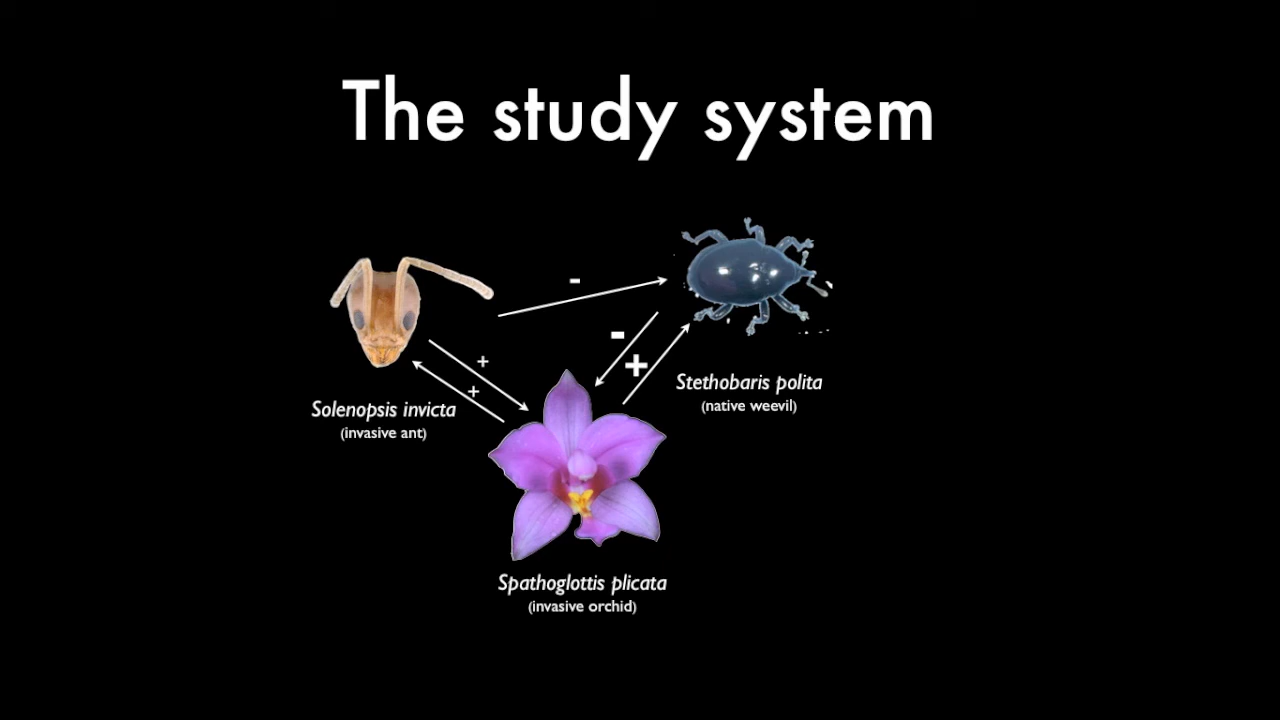 The study system
-
-
+
+
+
Stethobaris polita
(native weevil)
Solenopsis invicta
(invasive ant)
Spathoglottis plicata
(invasive orchid)